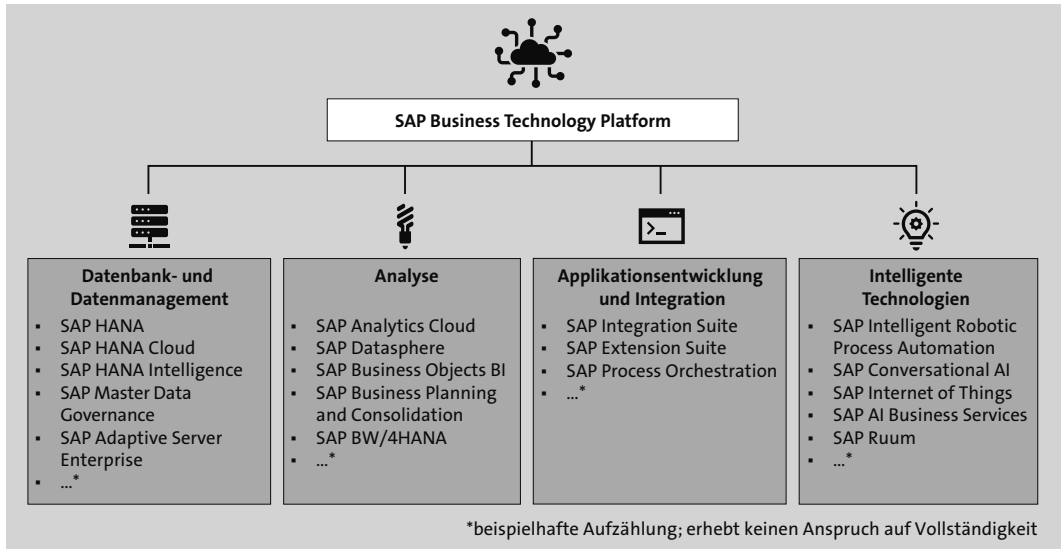 SAP Business Technology Platform
Datenbank- und
Datenmanagement
▪ SAP HANA
▪ SAP HANA Cloud
▪ SAP HANA Intelligence
▪ SAP Master Data
Governance
▪ SAP Adaptive Server
Enterprise
▪ ...*
Analyse
▪ SAP Analytics Cloud
▪ SAP Datasphere
▪ SAP Business Objects BI
▪ SAP Business Planning
and Consolidation
▪ SAP BW/4HANA
▪ ...*
Applikationsentwicklung
und Integration
▪ SAP Integration Suite
▪ SAP Extension Suite
▪ SAP Process Orchestration
▪ ...*
Intelligente
Technologien
▪ SAP Intelligent Robotic
Process Automation
▪ SAP Conversational AI
▪ SAP Internet of Things
▪ SAP AI Business Services
▪ SAP Ruum
▪ ...*
*beispielhafte Aufzählung; erhebt keinen Anspruch auf Vollständigkeit